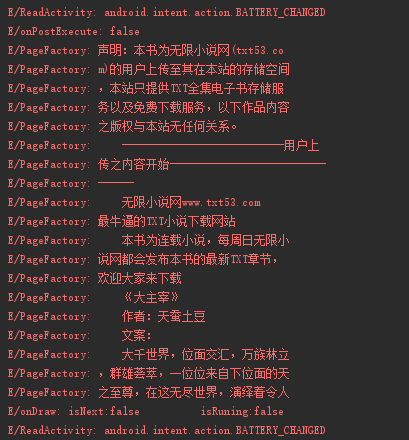 E/ReadActivity: android.intent.action.BATTERY_CHANGED
E/onPostExecute: false
E/PageFactory: 声明：本书为无限小说网(txt53.co
E/PageFactory: m)的用户上传至其在本站的存储空间
E/PageFactory: ，本站只提供TXT全集电子书存储服
E/PageFactory: 务以及免费下载服务，以下作品内容
E/PageFactory: 之版权与本站无任何关系。
E/PageFactory: ---------------------------用户上
E/PageFactory: 传之内容开始--------------------------
E/PageFactory: ------
E/PageFactory: 无限小说网www.txt53.com
E/PageFactory: 最牛逼的TXT小说下载网站
E/PageFactory: 本书为连载小说，每周日无限小
E/PageFactory: 说网都会发布本书的最新TXT章节，
E/PageFactory: 欢迎大家来下载
E/PageFactory: 《大主宰》
E/PageFactory: 作者：天蚕土豆
E/PageFactory: 文案：
E/PageFactory: 大千世界，位面交汇，万族林立
E/PageFactory: ，群雄荟萃，一位位来自下位面的天
E/PageFactory: 之至尊，在这无尽世界，演绎着令人
E/onDraw: isNext:false isRuning:false
E/ReadActivity: android.intent.action.BATTERY_CHANGED